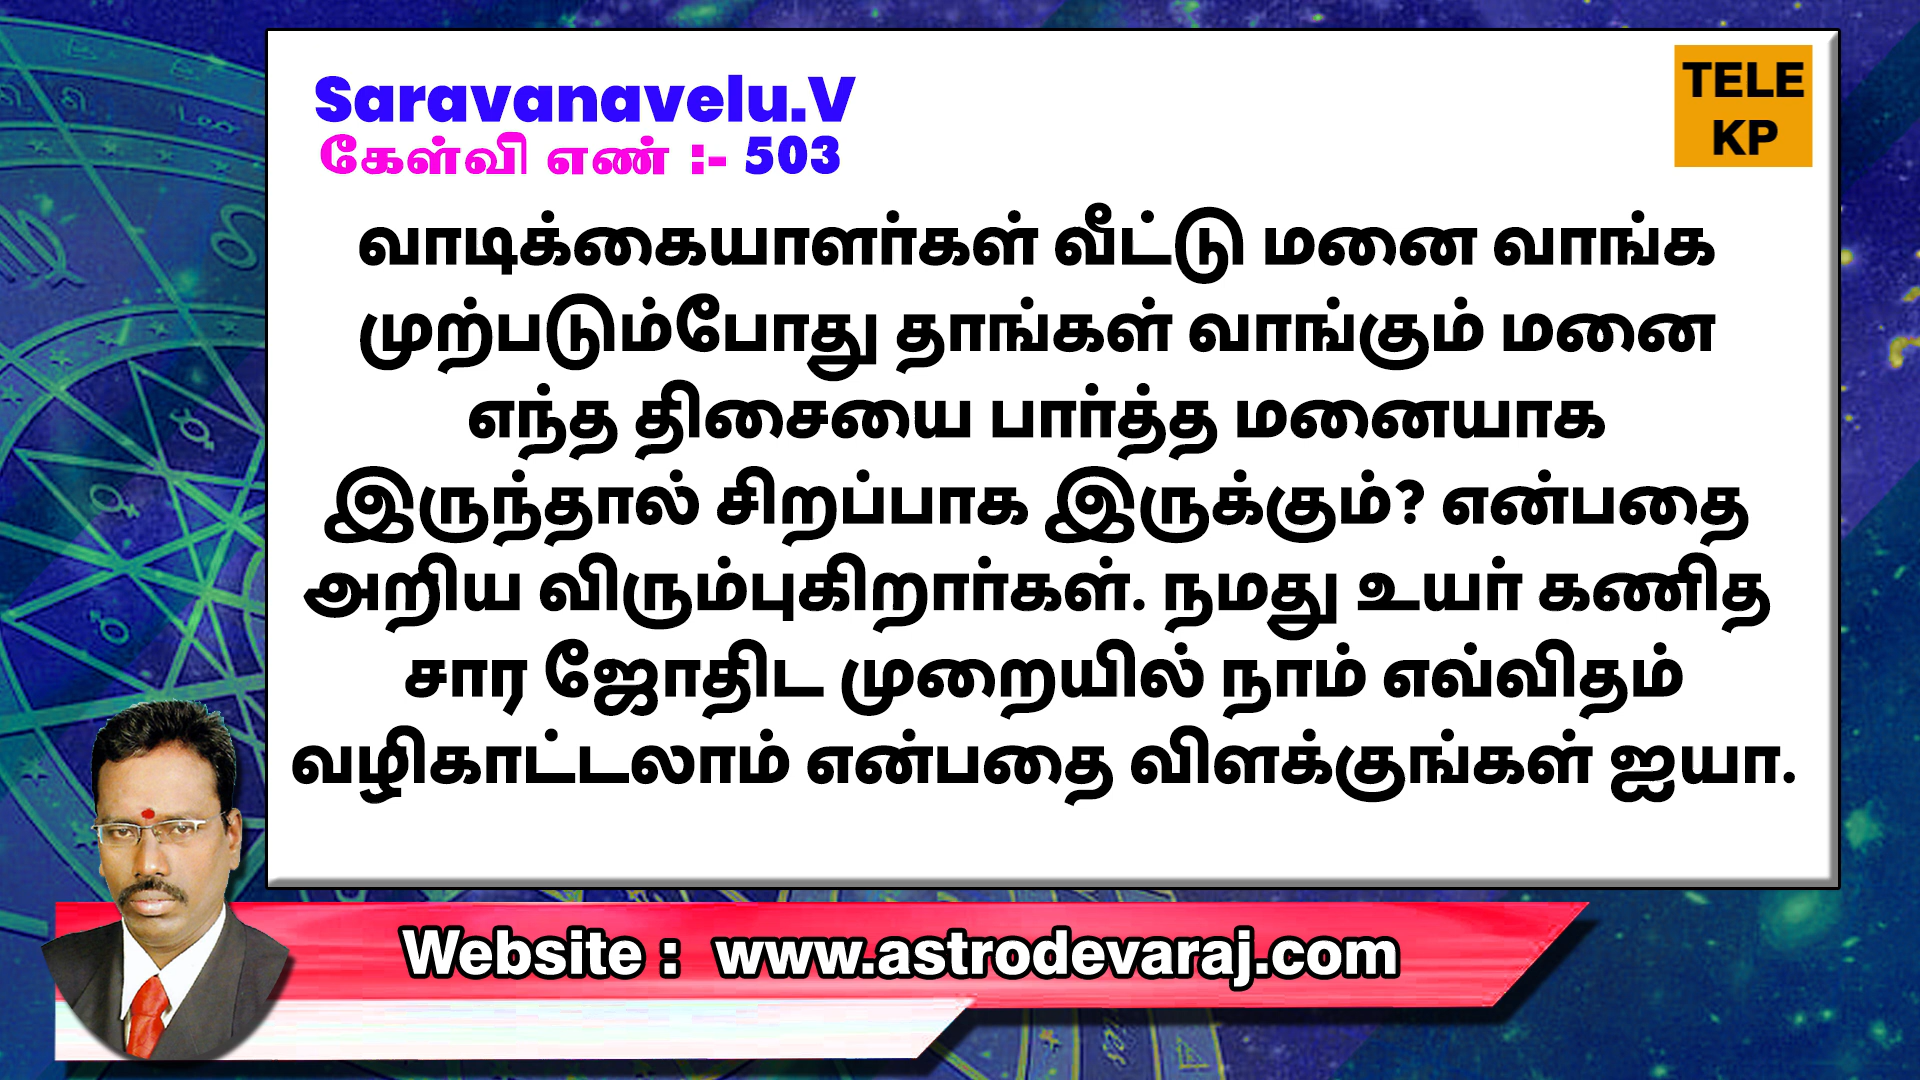 Saravanavelu.V
கேள்வி எண் :- 503
TELE
KP
வாடிக்கையாளர்கள் வீட்டு மனை வாங்க
முற்படும்போது தாங்கள் வாங்கும் மனை
எந்த திசையை பார்த்த மனையாக
இருந்தால் சிறப்பாக இருக்கும்? என்பதை
அறிய விரும்புகிறார்கள். நமது உயர் கணித
சார ஜோதிட முறையில் நாம் எவ்விதம்
வழிகாட்டலாம் என்பதை விளக்குங்கள் ஐயா.
Website : www.astrodevaraj.com